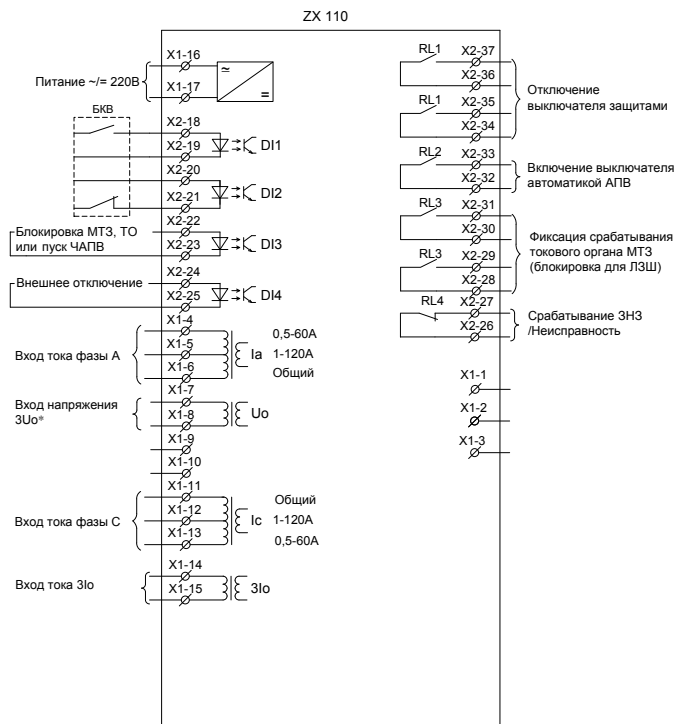 ZX 110
X1-16
Питание ~/= 220В
X1-17
≃
=
БКВ
X2-18
X2-19
DI1
X2-20
X2-21
DI2
X2-22
Блокировка МТЗ, ТО
или пуск ЧАПВ
X2-23
DI3
X2-24
Внешнее отключение
X2-25
DI4
X1-4
0,5-60А
Вход тока фазы А
X1-5
Ia
1-120А
X1-6
Общий
X1-7
Вход напряжения
3Uo*
X1-8
Uo
X1-9
X1-10
X1-11
Общий
Вход тока фазы С
X1-12
Ic
1-120А
X1-13
0,5-60А
X1-14
Вход тока 3Io
X1-15
3Io
RL1
X2-37
X2-36
RL1
X2-35
X2-34
Отключение
выключателя защитами
RL2
X2-33
X2-32
Включение выключателя
автоматикой АПВ
RL3
X2-31
X2-30
RL3
X2-29
X2-28
Фиксация срабатывания
токового органа МТЗ
(блокировка для ЛЗШ)
RL4
X2-27
X2-26
Срабатывание ЗНЗ
/Неисправность
X1-1
X1-2
X1-3